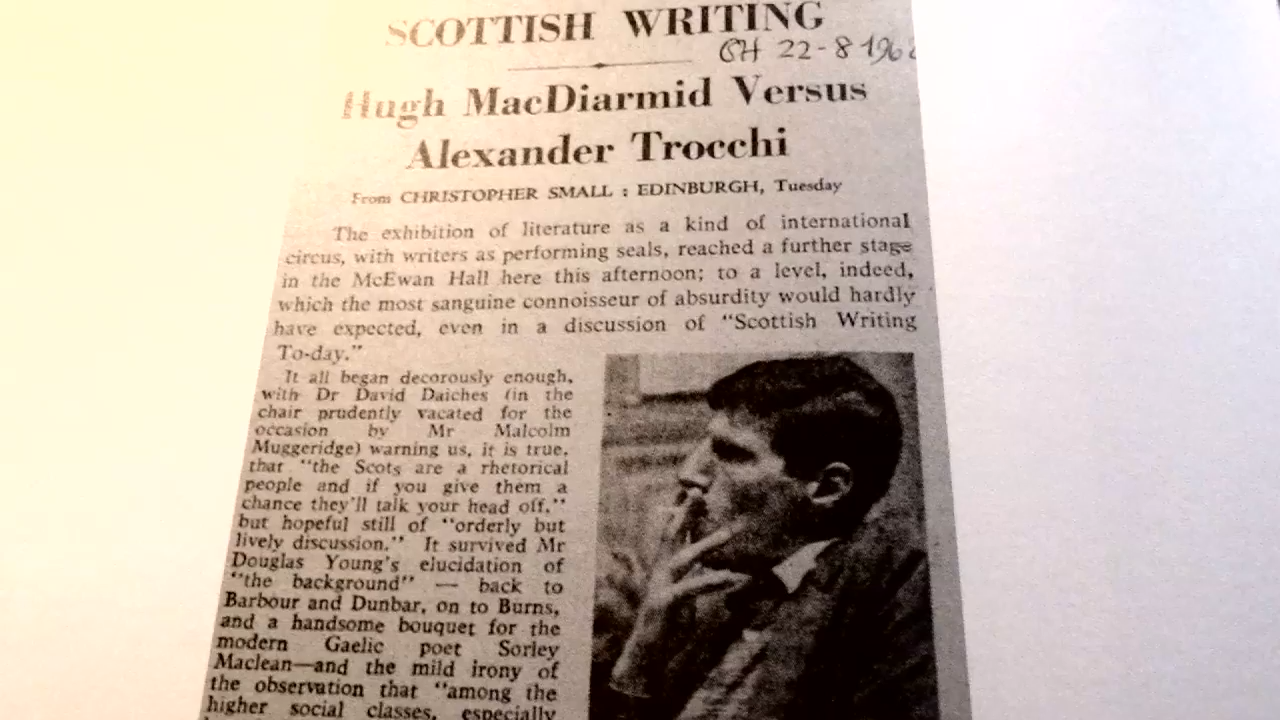 SCOTTISH WRITING
GH 22-8-196
Hugh MacDiarmid Versus
Alexander Trocchi
From CHRISTOPHER SMALL : EDINBURGH, Tuesday
The exhibition of literature as a kind of international
circus, with writers as performing seals, reached a further stage
in the McEwan Hall here this afternoon; to a level, indeed,
which the most sanguine connoisseur of absurdity would hardly
have expected, even in a discussion of "Scottish Writing
To-day."
It all began decorously enough,
with Dr David Daiches (in the
chair prudently vacated for the
occasion by Mr Malcolm
Muggeridge) warning us, it is true,
that "the Scots are a rhetorical
people and if you give them a
chance they'll talk your head off,"
but hopeful still of "orderly but
lively discussion." It survived Mr
Douglas Young's elucidation of
"the background" — back to
Barbour and Dunbar, on to Burns,
and a handsome bouquet for the
modern Gaelic poet Sorley
Maclean—and the mild irony of
the observation that "among the
higher social classes, especially